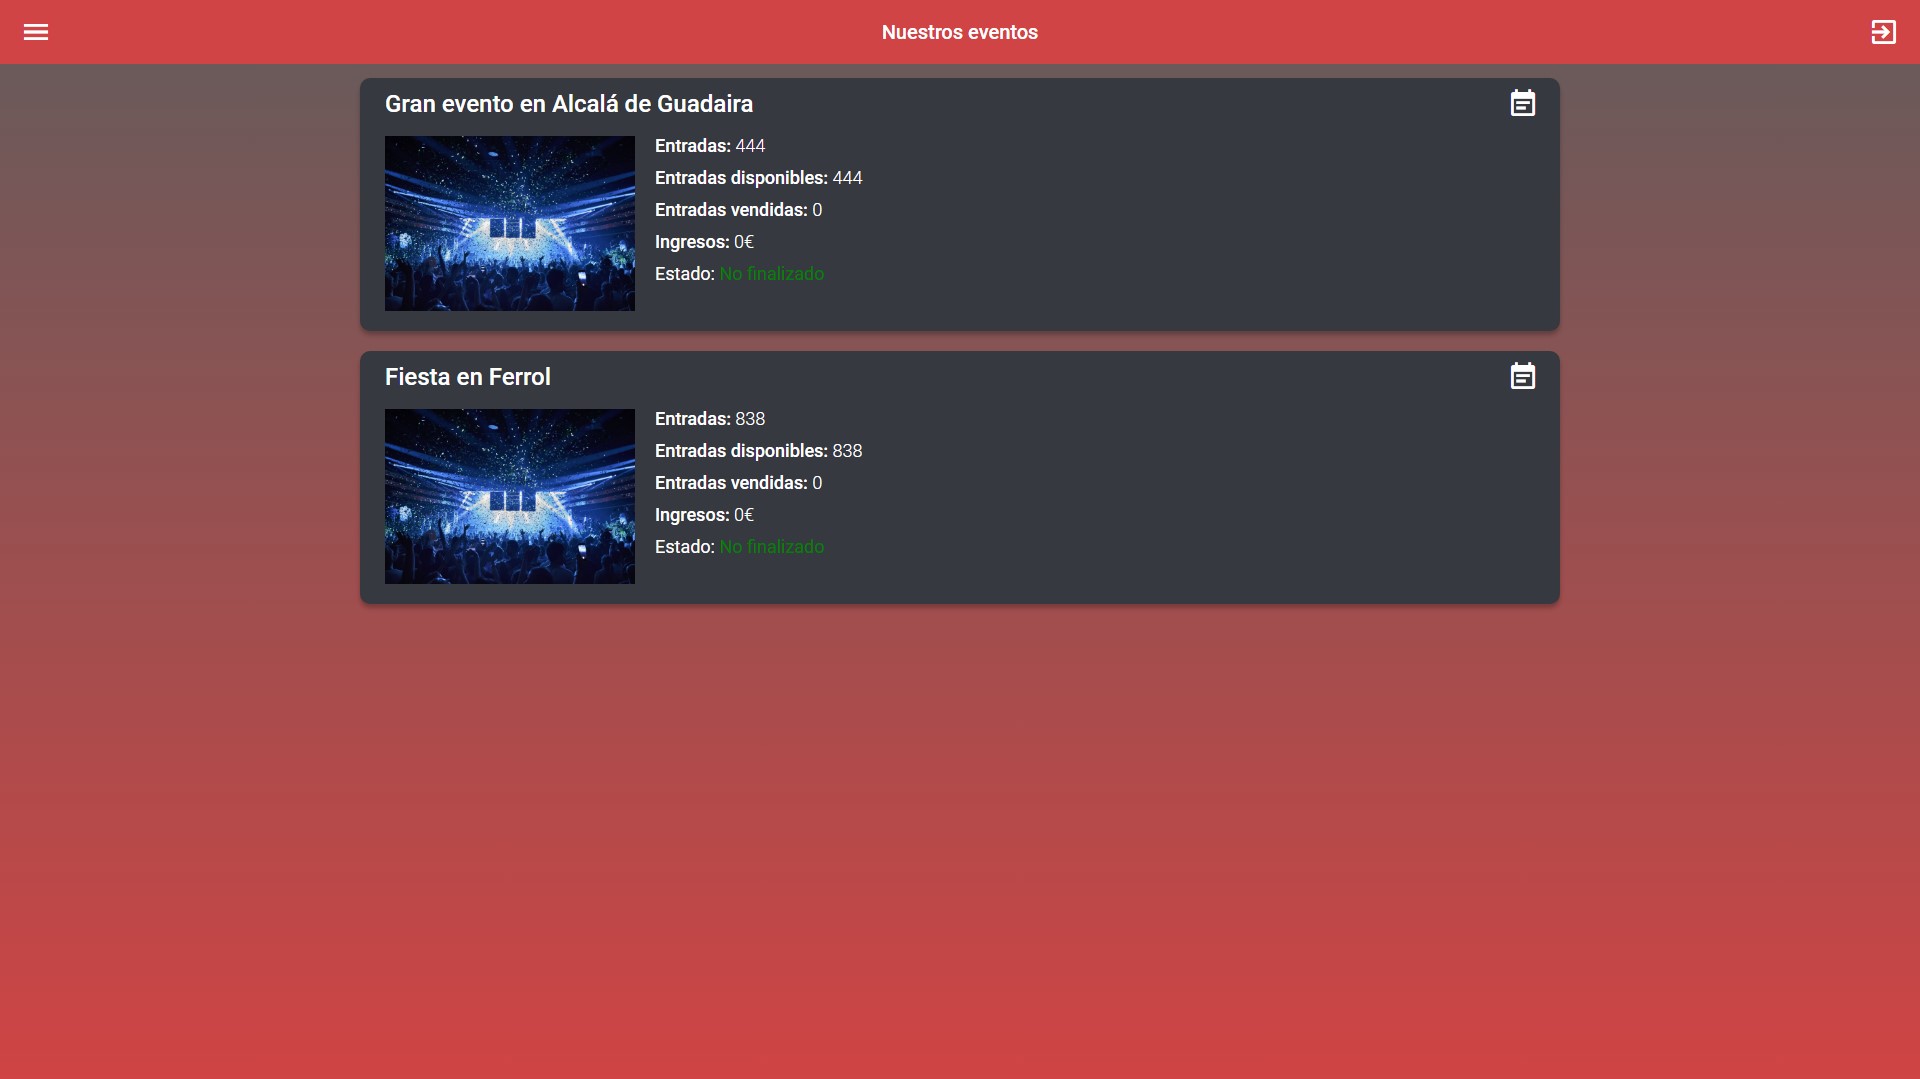 Nuestros eventos
Gran evento en Alcalá de Guadaira
Entradas: 444
Entradas disponibles: 444
Entradas vendidas: 0
Ingresos: 0€
Estado: No finalizado
Fiesta en Ferrol
Entradas: 838
Entradas disponibles: 838
Entradas vendidas: 0
Ingresos: 0€
Estado: No finalizado